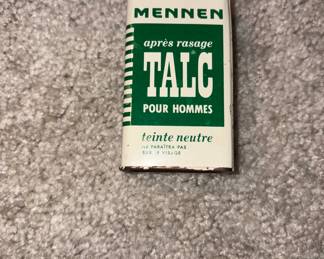 MENNEN
après rasage
TALC
POUR HOMMES
teinte neutre
NE PARAÎTRA PAS
SUR LE VISAGE